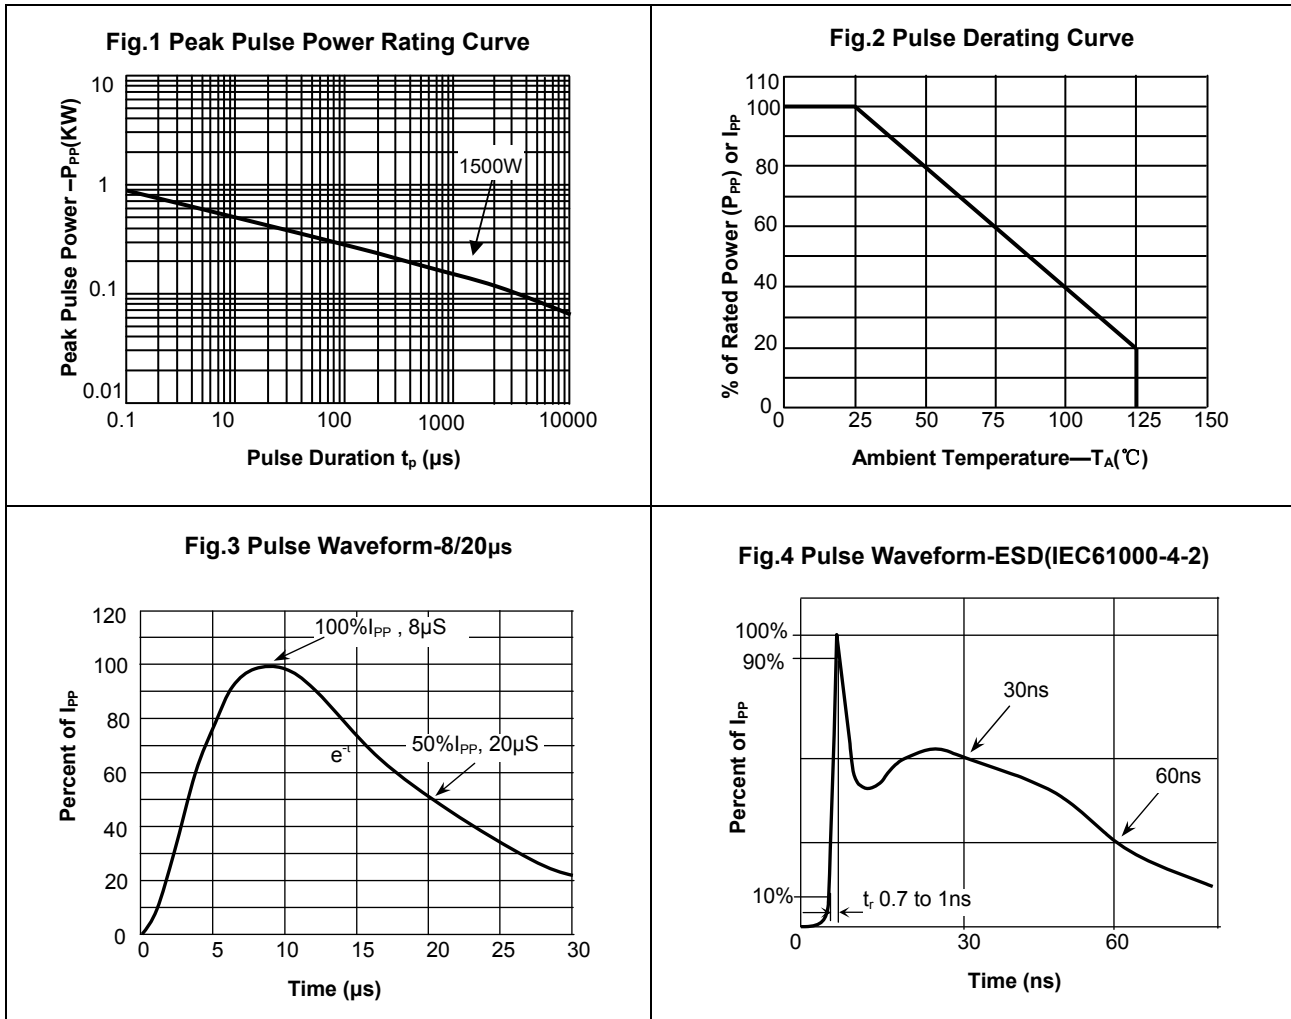 Fig.1 Peak Pulse Power Rating Curve
Peak Pulse Power –PPP(KW)
10
1
0.1
0.01
1500W
0.1 10 100 1000 10000
Pulse Duration tp (µs)
Fig.2 Pulse Derating Curve
% of Rated Power (PPP) or IPP
110
100
80
60
40
20
0
0 25 50 75 100 125 150
Ambient Temperature—TA(℃)
Fig.3 Pulse Waveform-8/20µs
Percent of IPP
120
100
80
60
40
20
0
100%IPP , 8µS
e-t
50%IPP, 20µS
0 5 10 15 20 25 30
Time (µs)
Fig.4 Pulse Waveform-ESD(IEC61000-4-2)
Percent of IPP
100%
90%
10%
30ns
60ns
tr 0.7 to 1ns
0 30 60
Time (ns)